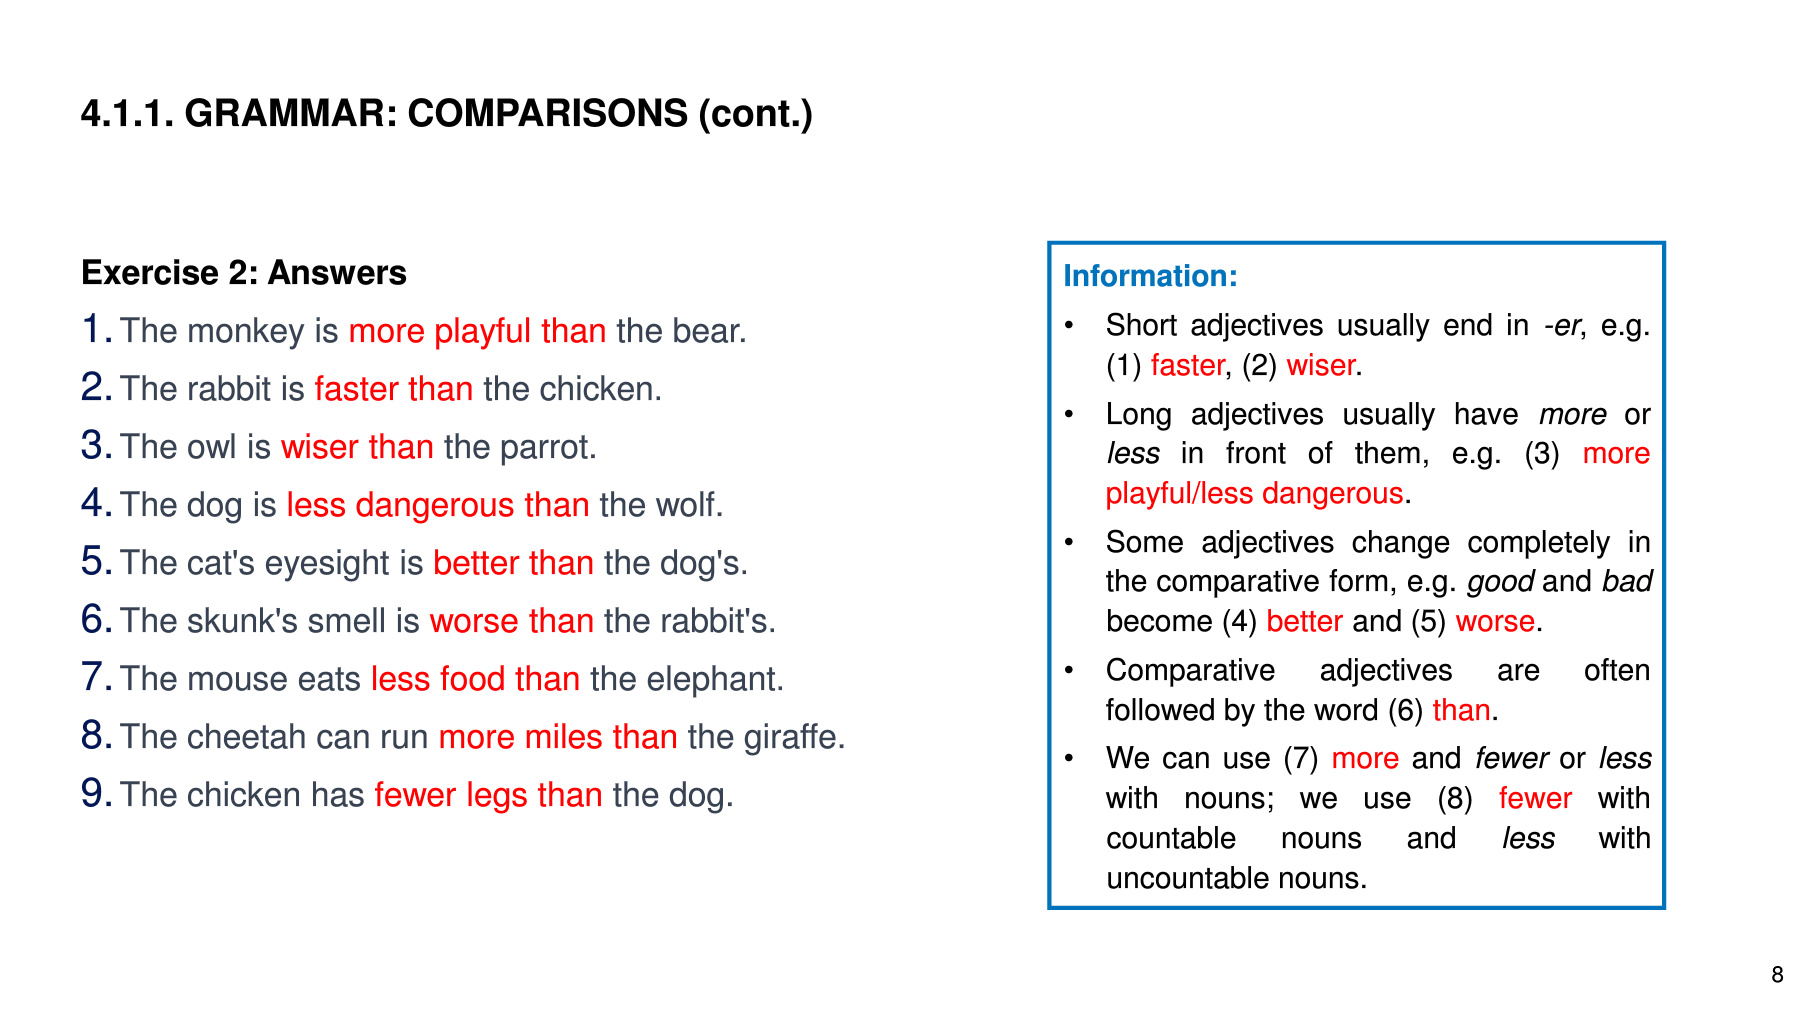 4.1.1. GRAMMAR: COMPARISONS (cont.)
Exercise 2: Answers
1. The monkey is more playful than the bear.
2. The rabbit is faster than the chicken.
3. The owl is wiser than the parrot.
4. The dog is less dangerous than the wolf.
5. The cat's eyesight is better than the dog's.
6. The skunk's smell is worse than the rabbit's.
7. The mouse eats less food than the elephant.
8. The cheetah can run more miles than the giraffe.
9. The chicken has fewer legs than the dog.
Information:
• Short adjectives usually end in -er, e.g.
(1) faster, (2) wiser.
• Long adjectives usually have more or
less in front of them, e.g. (3) more
playful/less dangerous.
• Some adjectives change completely in
the comparative form, e.g. good and bad
become (4) better and (5) worse.
• Comparative adjectives are often
followed by the word (6) than.
• We can use (7) more and fewer or less
with nouns; we use (8) fewer with
countable nouns and less with
uncountable nouns.
8